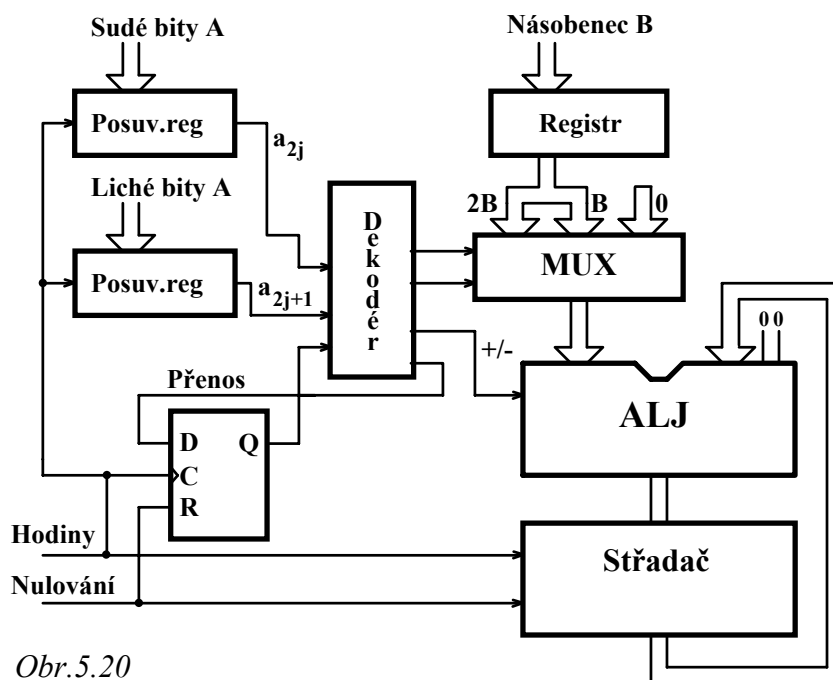 Sudé bity A
Násobenec B
Posuv.reg
Registr
a2j
Liché bity A
2B
B
0
Dekodér
MUX
Posuv.reg
a2j+1
+/-
0 0
Přenos
ALJ
D
Q
C
R
Hodiny
Střadač
Nulování
Obr.5.20